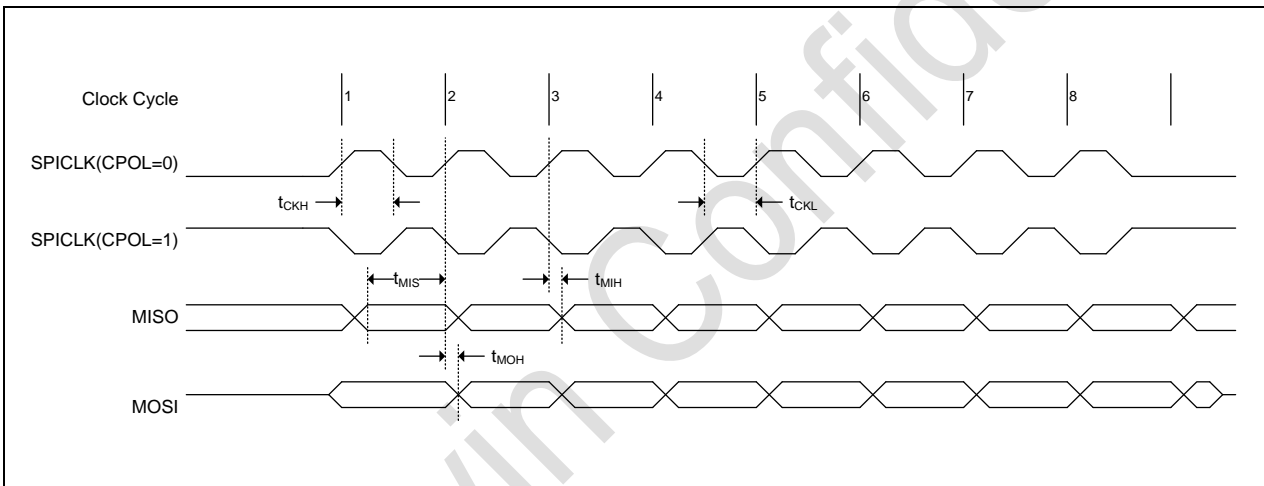 Clock Cycle
1 2 3 4 5 6 7 8
SPICLK(CPOL=0)
tCKH
tCKL
SPICLK(CPOL=1)
tMIS
tMIH
MISO
tMOH
MOSI